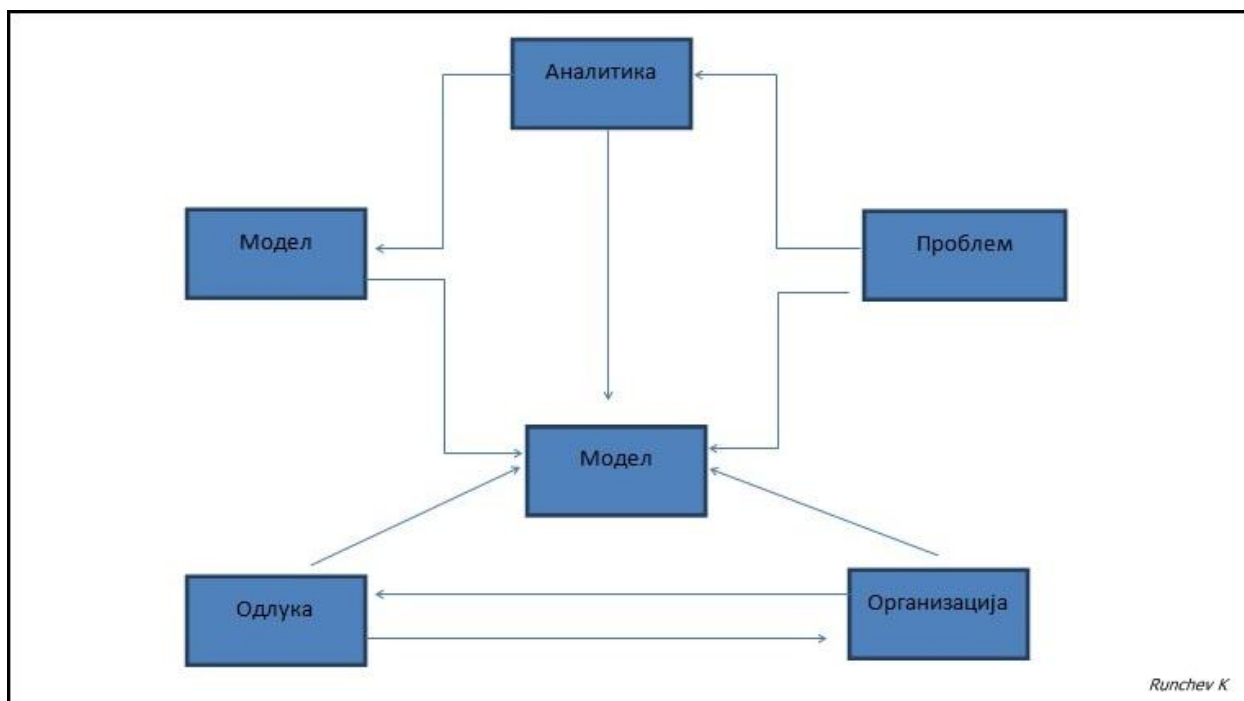 Аналитика
Модел
Проблем
Модел
Одлука
Организација
Runchev K